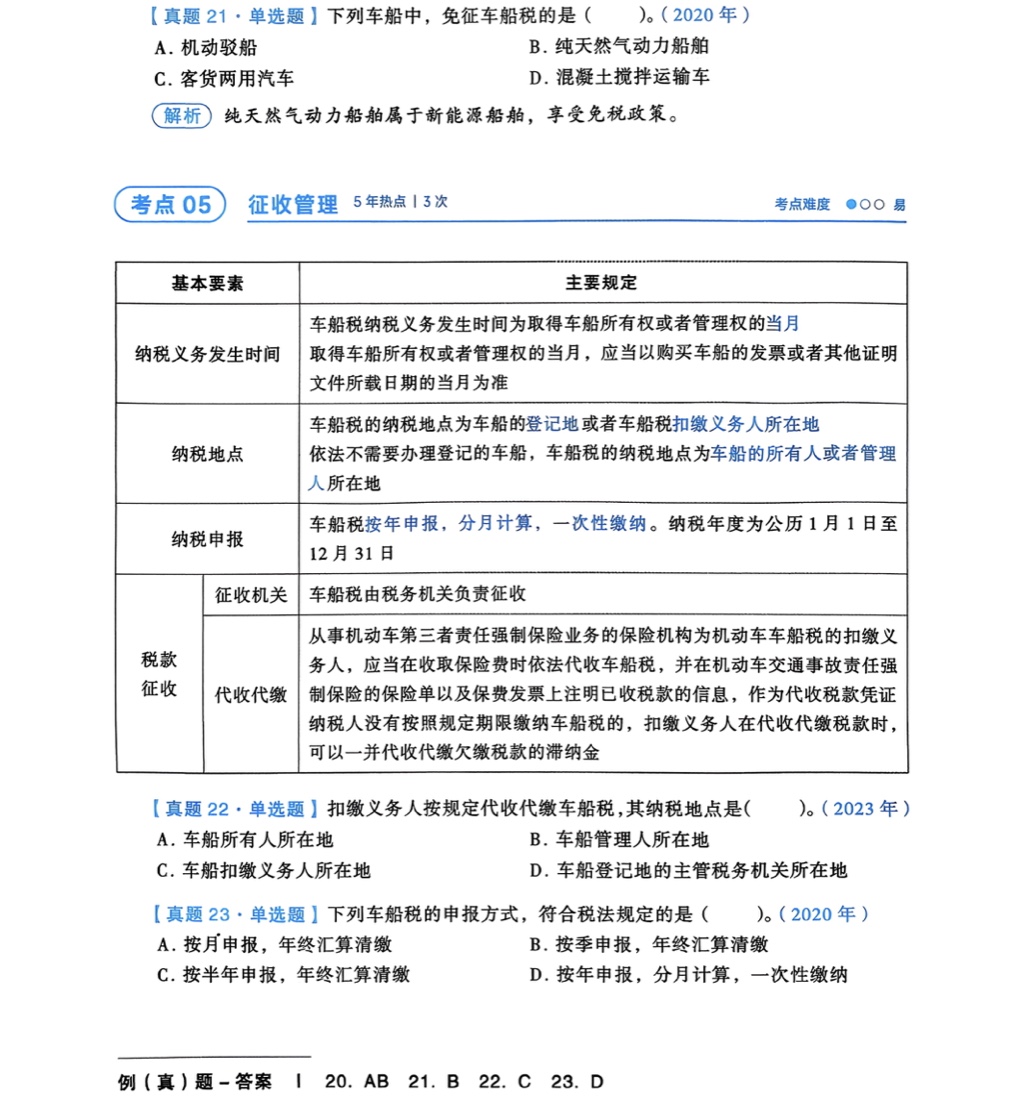 【真题 21·单选题】下列车船中，免征车船税的是（　　）。（2020 年）
A. 机动驳船　　B. 纯天然气动力船舶
C. 客货两用汽车　　D. 混凝土搅拌运输车
解析　纯天然气动力船舶属于新能源船舶，享受免税政策。
考点 05　征收管理　5 年热点 | 3 次　考点难度　●○○　易
基本要素　主要规定
纳税义务发生时间
车船税纳税义务发生时间为取得车船所有权或者管理权的当月
取得车船所有权或者管理权的当月，应当以购买车船的发票或者其他证明
文件所载日期的当月为准
纳税地点
车船税的纳税地点为车船的登记地或者车船税扣缴义务人所在地
依法不需要办理登记的车船，车船税的纳税地点为车船的所有人或者管理
人所在地
纳税申报
车船税按年申报，分月计算，一次性缴纳。纳税年度为公历 1 月 1 日至
12 月 31 日
税款
征收
征收机关　车船税由税务机关负责征收
代收代缴
从事机动车第三者责任强制保险业务的保险机构为机动车车船税的扣缴义
务人，应当在收取保险费时依法代收车船税，并在机动车交通事故责任强
制保险的保险单以及保费发票上注明已收税款的信息，作为代收税款凭证
纳税人没有按照规定期限缴纳车船税的，扣缴义务人在代收代缴税款时，
可以一并代收代缴欠缴税款的滞纳金
【真题 22·单选题】扣缴义务人按规定代收代缴车船税，其纳税地点是（　　）。（2023 年）
A. 车船所有人所在地　　B. 车船管理人所在地
C. 车船扣缴义务人所在地　　D. 车船登记地的主管税务机关所在地
【真题 23·单选题】下列车船税的申报方式，符合税法规定的是（　　）。（2020 年）
A. 按月申报，年终汇算清缴　　B. 按季申报，年终汇算清缴
C. 按半年申报，年终汇算清缴　　D. 按年申报，分月计算，一次性缴纳
例（真）题－答案　|　20. AB　21. B　22. C　23. D